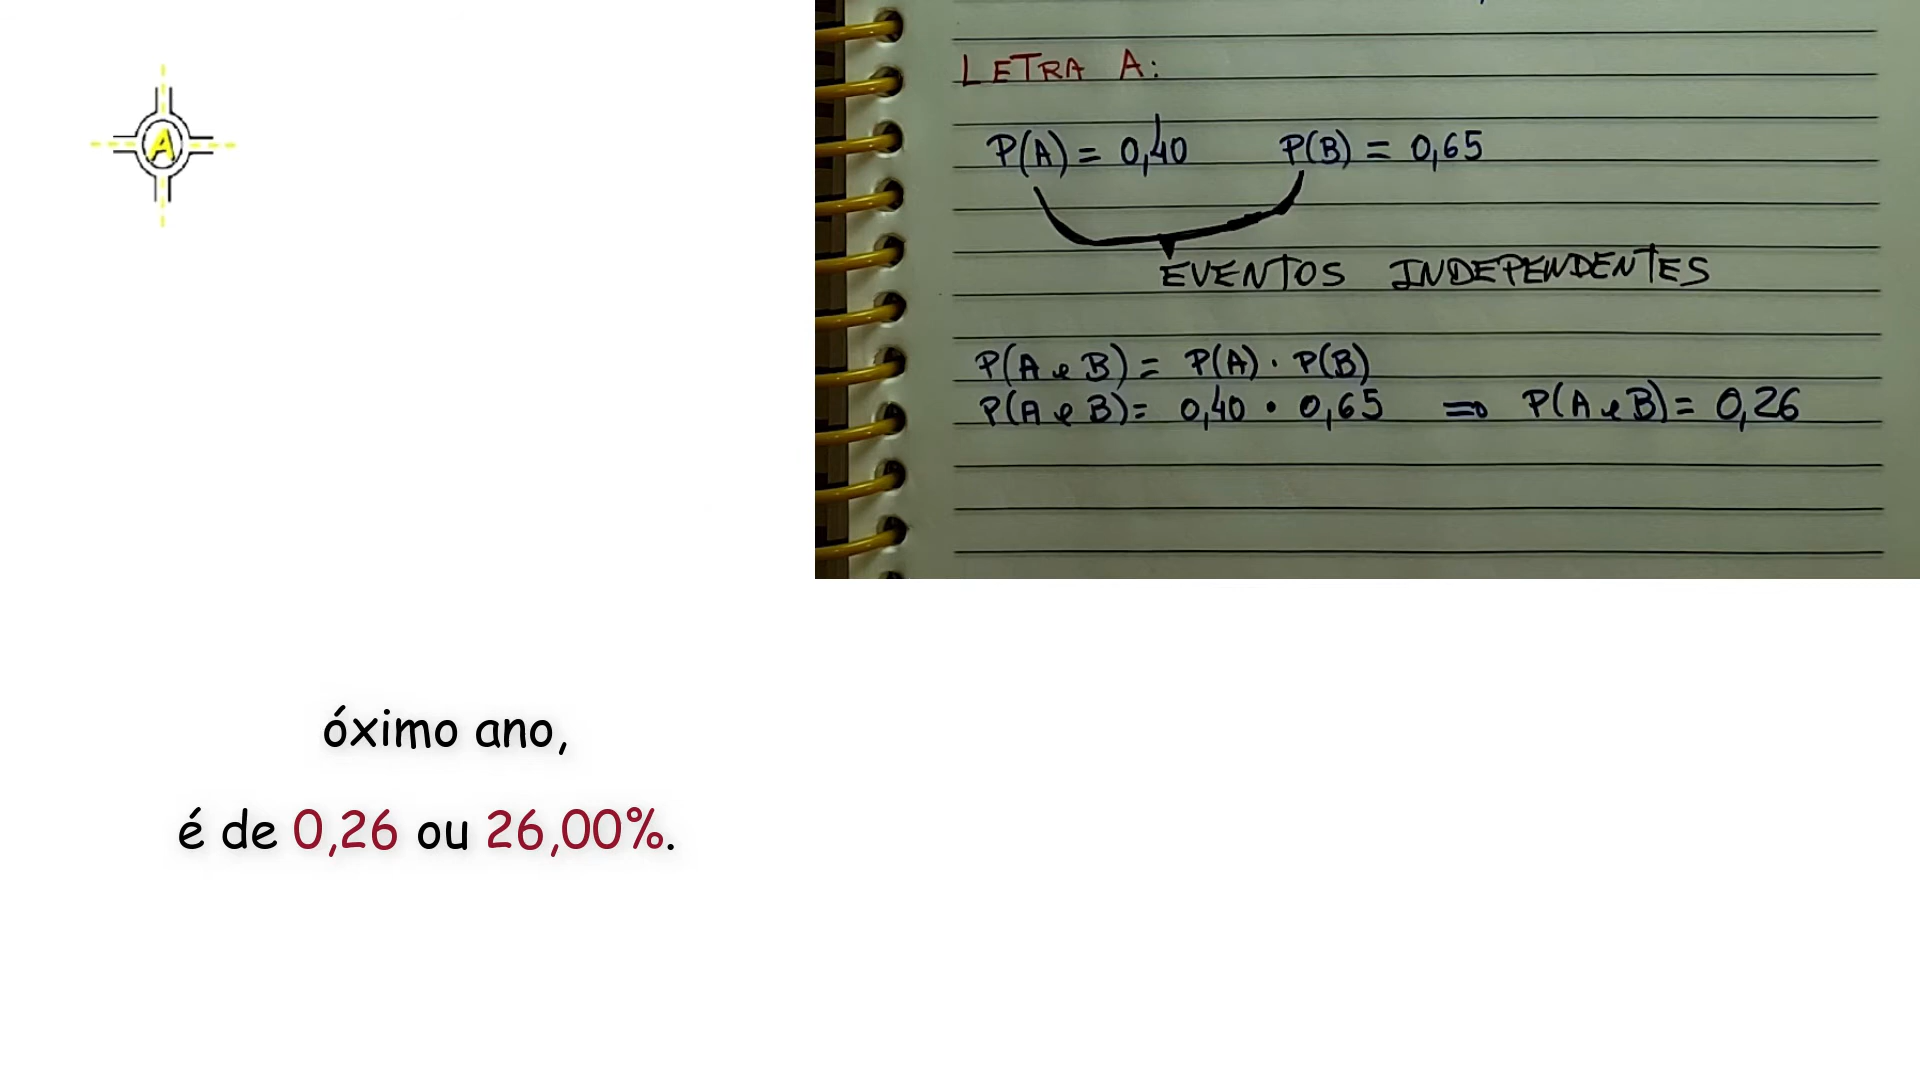 A
LETRA A:
P(A) = 0,40 P(B) = 0,65
EVENTOS INDEPENDENTES
P(A e B) = P(A) · P(B)
P(A e B) = 0,40 · 0,65 ⇒ P(A e B) = 0,26
óximo ano,
é de 0,26 ou 26,00%.